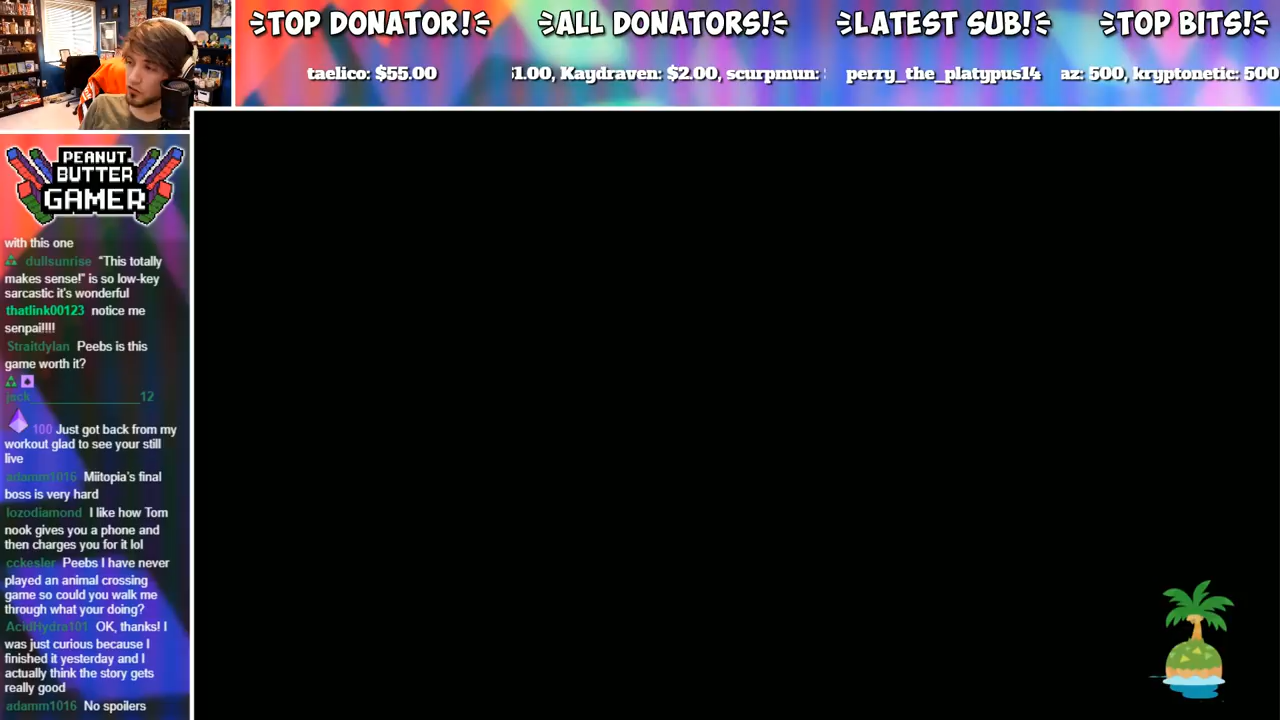 TOP DONATOR!
ALL DONATORS!
LATEST SUB!
TOP BITS!
taelico: $55.00
1.00, Kaydraven: $2.00, scurpmun:
perry_the_platypus14
az: 500, kryptonetic: 500
PEANUT
BUTTER
GAMER
with this one
dullsunrise "This totally
makes sense!" is so low-key
sarcastic it's wonderful
thatlink00123 notice me
senpai!!!!
Straitdylan Peebs is this
game worth it?
jeck____________________12
100 Just got back from my
workout glad to see your still
live
adamm1016 Miitopia's final
boss is very hard
lozodiamond I like how Tom
nook gives you a phone and
then charges you for it lol
cckesler Peebs I have never
played an animal crossing
game so could you walk me
through what your doing?
AcidHydra101 OK, thanks! I
was just curious because I
finished it yesterday and I
actually think the story gets
really good
adamm1016 No spoilers